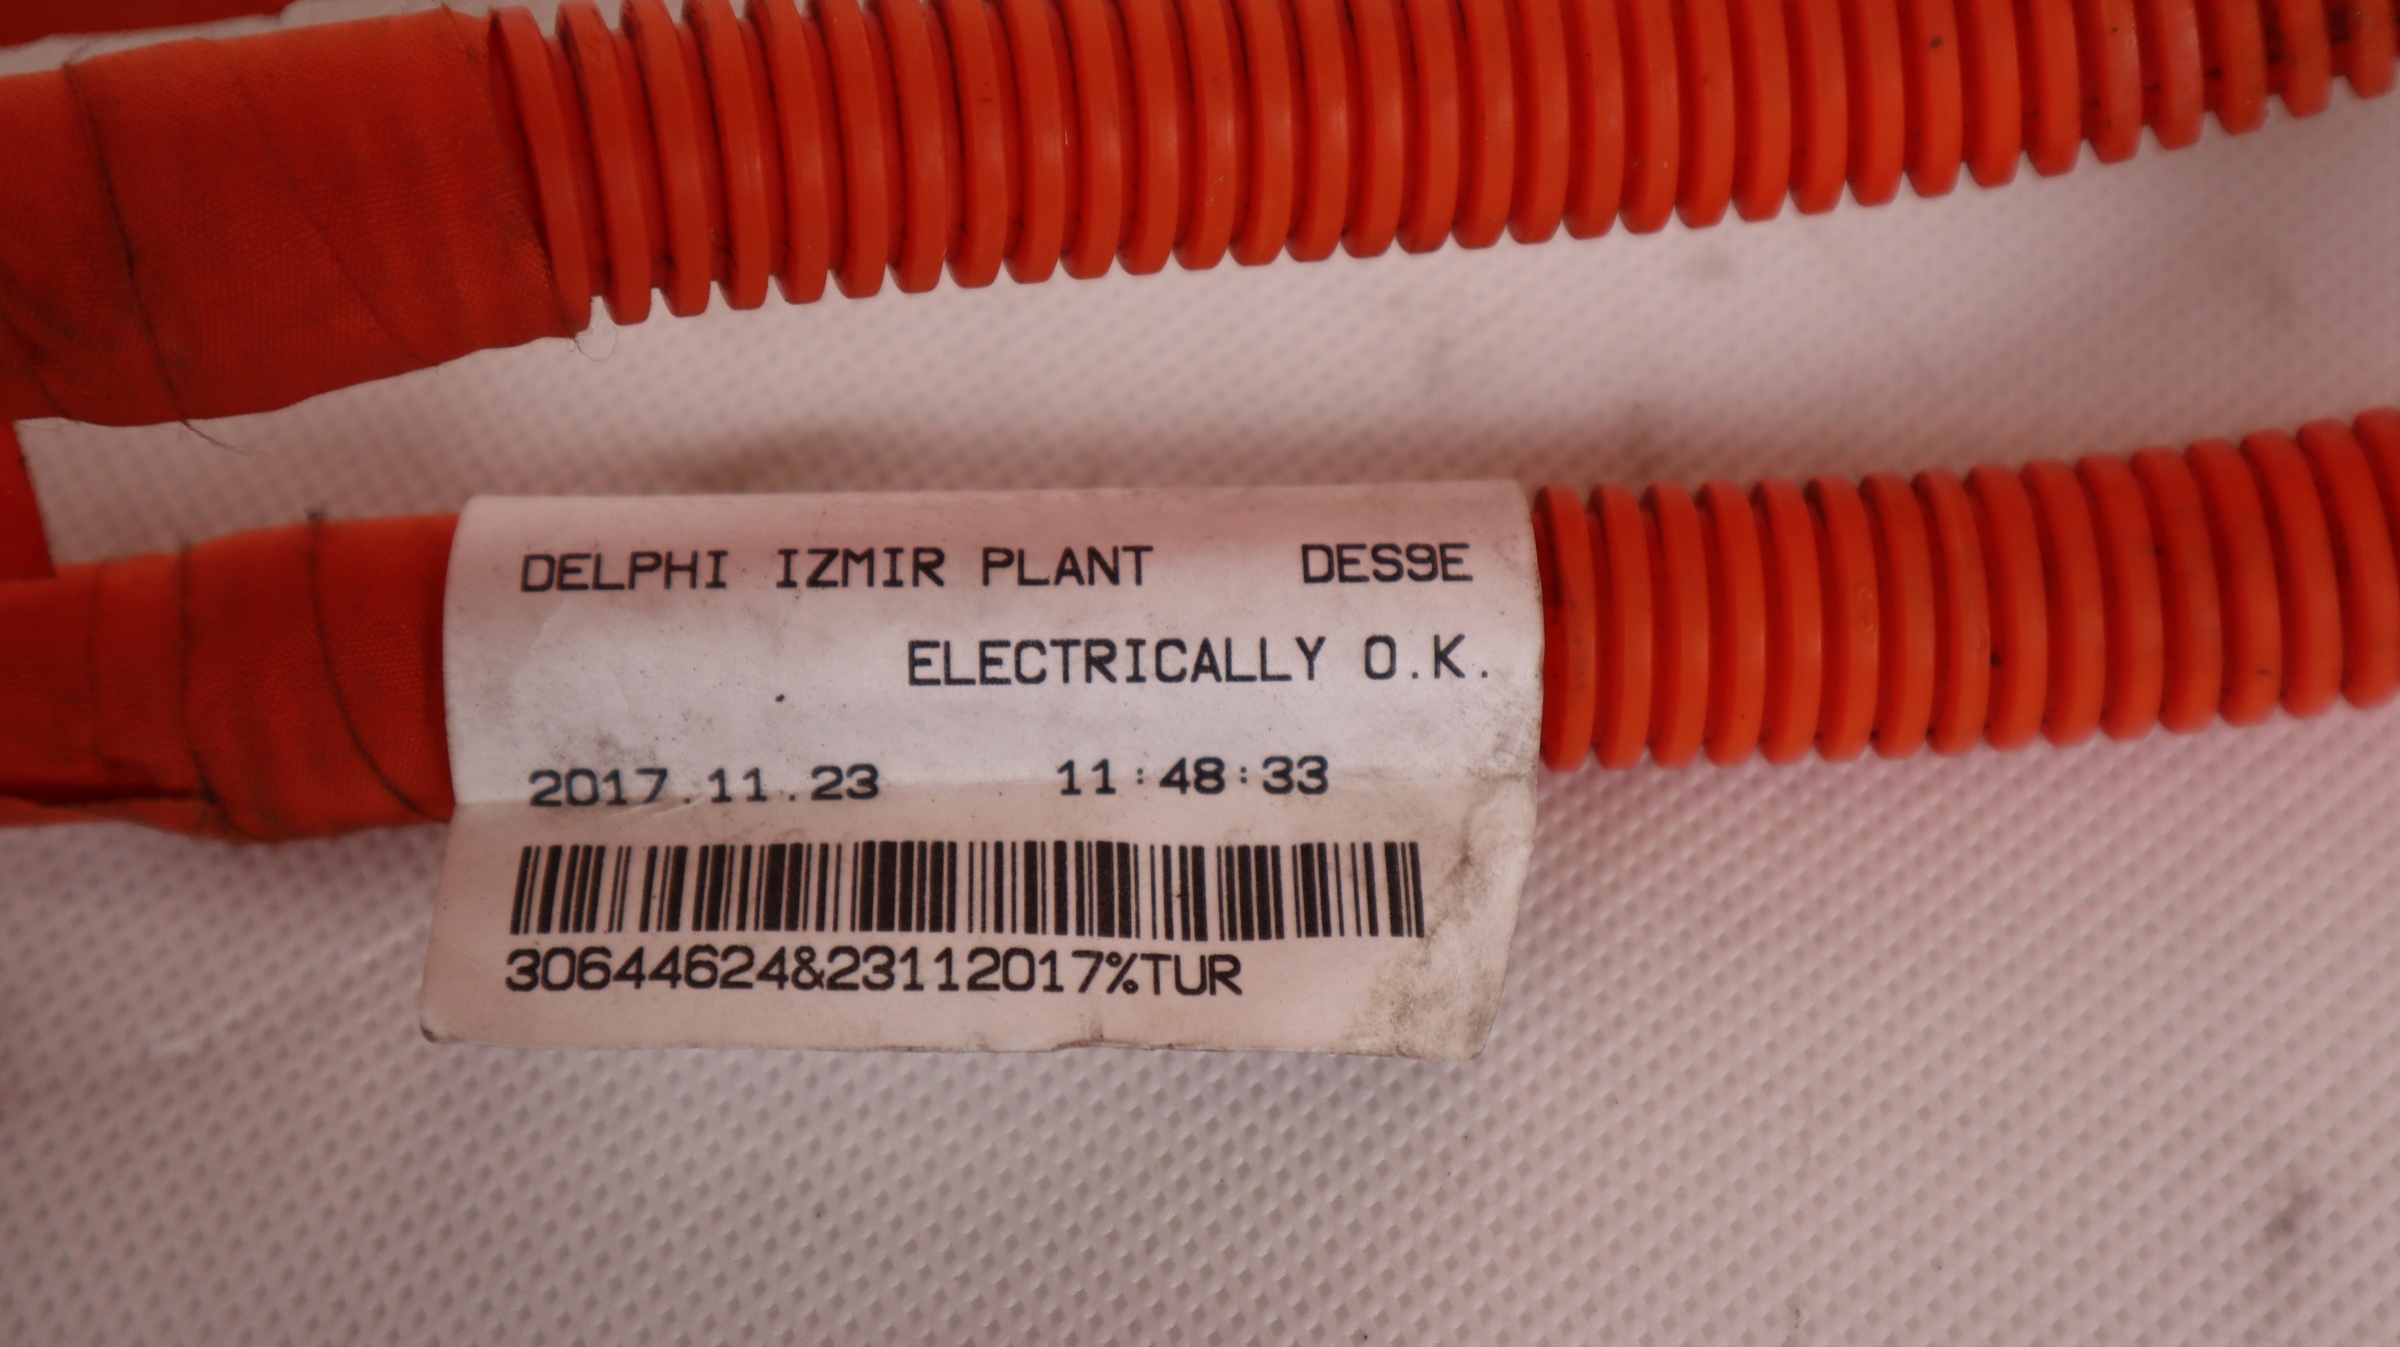 DELPHI IZMIR PLANT DES9E
ELECTRICALLY O.K.
2017.11.23 11:48:33
30644624&23112017%TUR